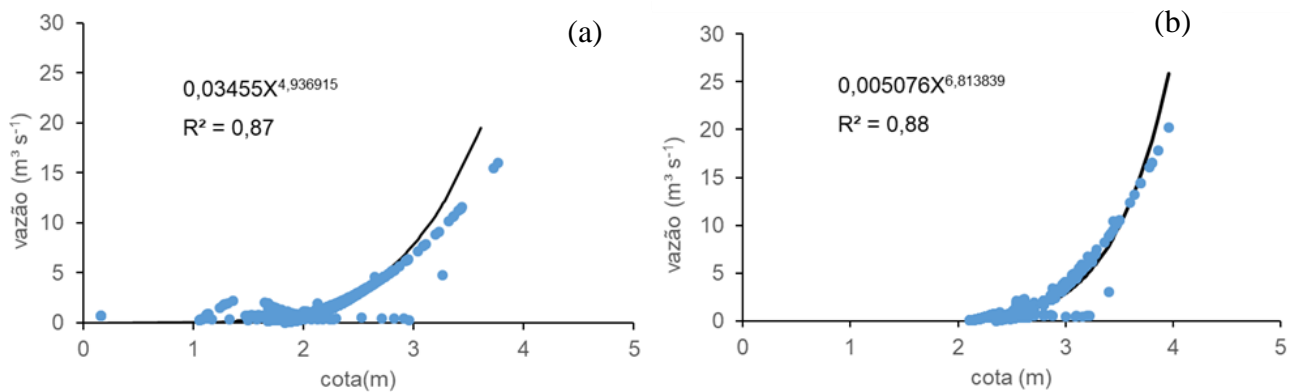 (a)
30
25
20
15
10
5
0
vazão (m³ s⁻¹)
0,03455X⁴,⁹³⁶⁹¹⁵
R² = 0,87
0 1 2 3 4 5
cota(m)
(b)
30
25
20
15
10
5
0
vazão (m³ s⁻¹)
0,005076X⁶,⁸¹³⁸³⁹
R² = 0,88
0 1 2 3 4 5
cota (m)